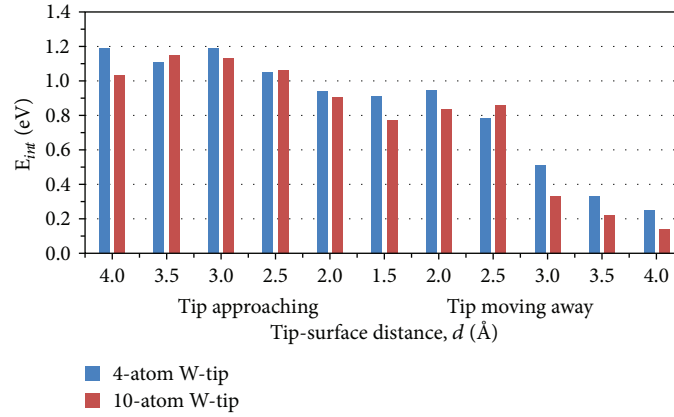 1.4
1.2
1.0
0.8
0.6
0.4
0.2
0.0
E_int (eV)
4.0 3.5 3.0 2.5 2.0 1.5 2.0 2.5 3.0 3.5 4.0
Tip approaching Tip moving away
Tip-surface distance, d (Å)
4-atom W-tip
10-atom W-tip